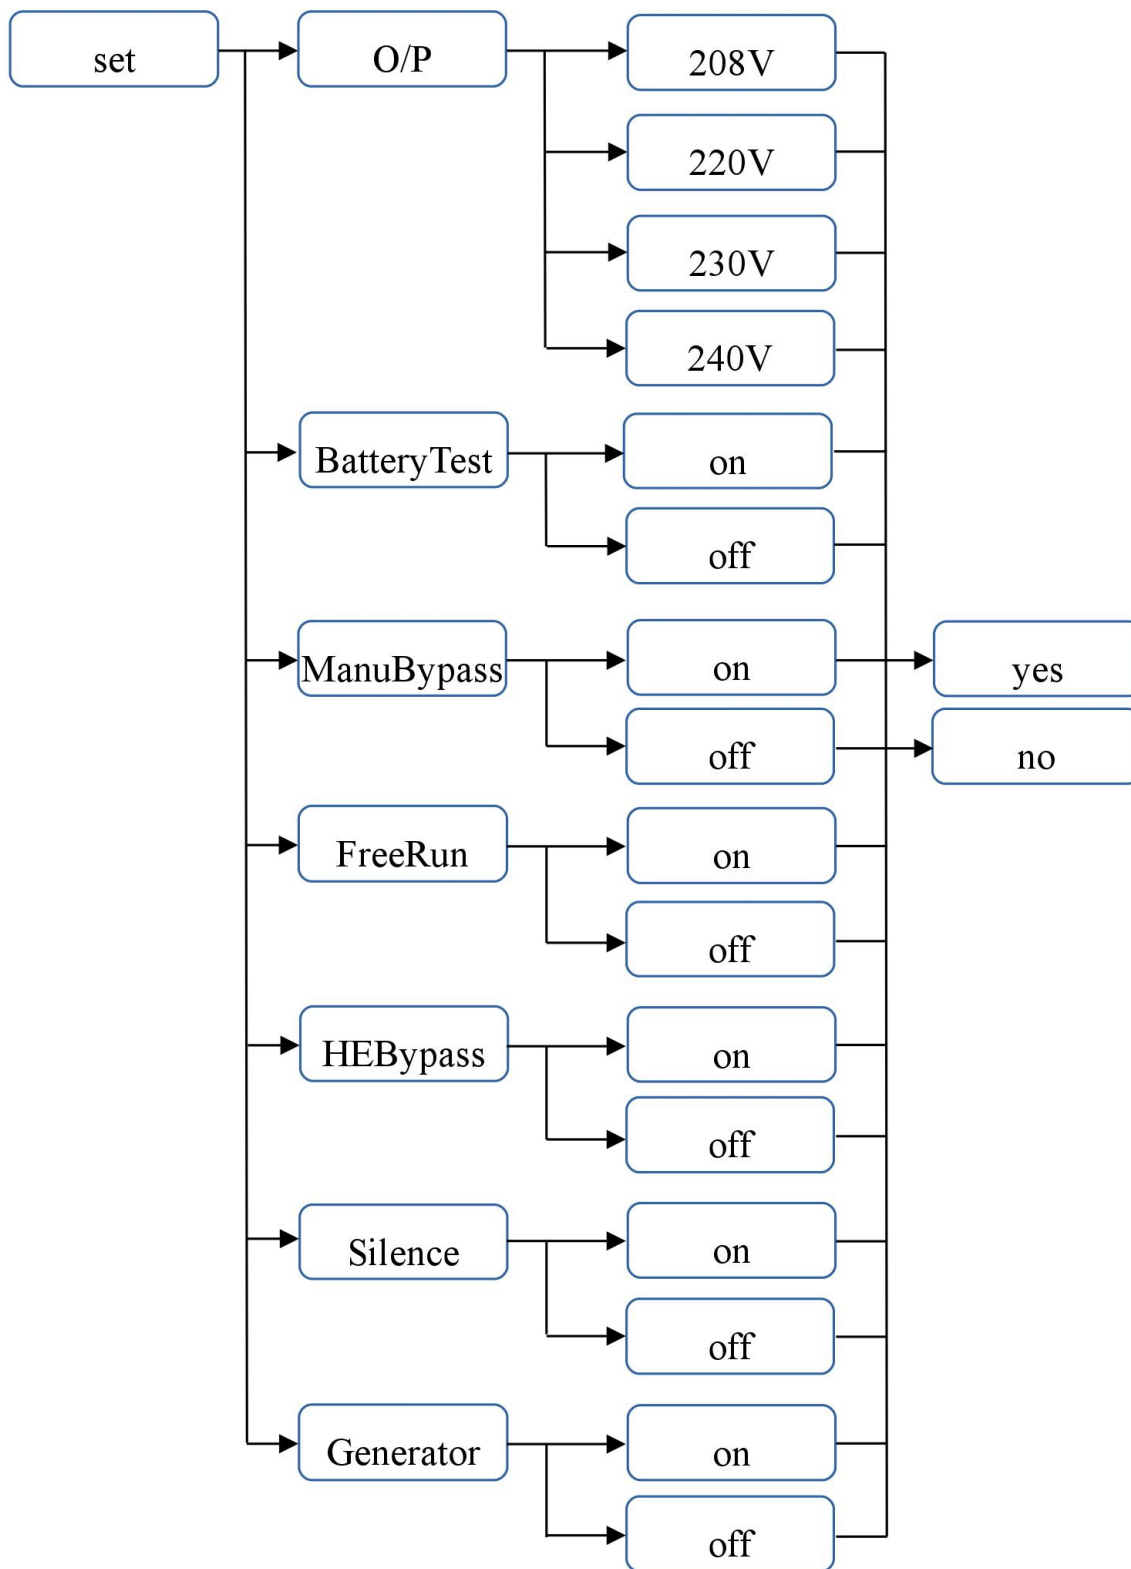 set
O/P
208V
220V
230V
240V
BatteryTest
on
off
ManuBypass
on
off
yes
no
FreeRun
on
off
HEBypass
on
off
Silence
on
off
Generator
on
off